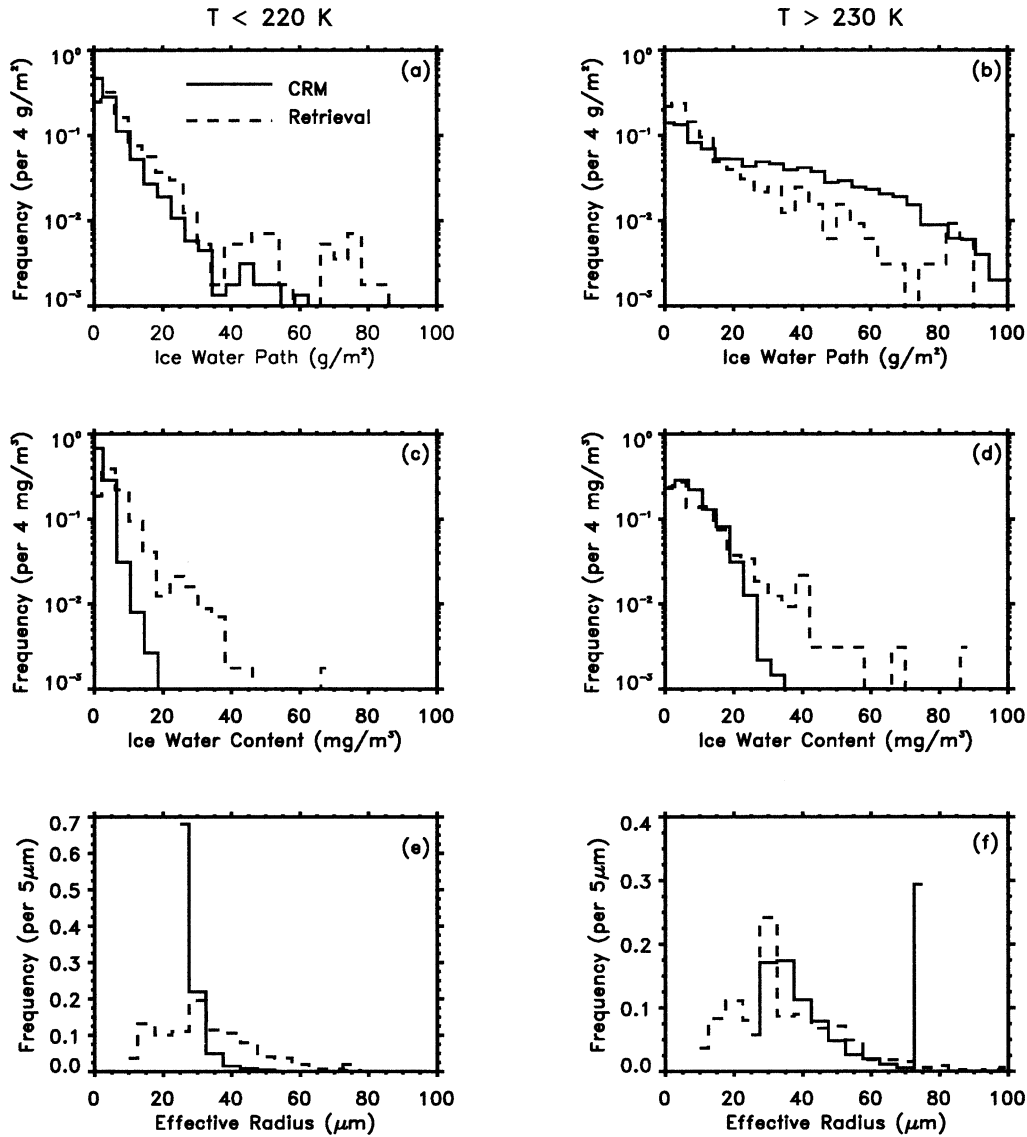 T < 220 K
T > 230 K
10⁰
10⁻¹
10⁻²
10⁻³
Frequency (per 4 g/m²)
(a)
CRM
Retrieval
0 20 40 60 80 100
Ice Water Path (g/m²)
10⁰
10⁻¹
10⁻²
10⁻³
Frequency (per 4 g/m²)
(b)
0 20 40 60 80 100
Ice Water Path (g/m²)
10⁰
10⁻¹
10⁻²
10⁻³
Frequency (per 4 mg/m³)
(c)
0 20 40 60 80 100
Ice Water Content (mg/m³)
10⁰
10⁻¹
10⁻²
10⁻³
Frequency (per 4 mg/m³)
(d)
0 20 40 60 80 100
Ice Water Content (mg/m³)
0.7
0.6
0.5
0.4
0.3
0.2
0.1
0.0
Frequency (per 5μm)
(e)
0 20 40 60 80 100
Effective Radius (μm)
0.4
0.3
0.2
0.1
0.0
Frequency (per 5μm)
(f)
0 20 40 60 80 100
Effective Radius (μm)